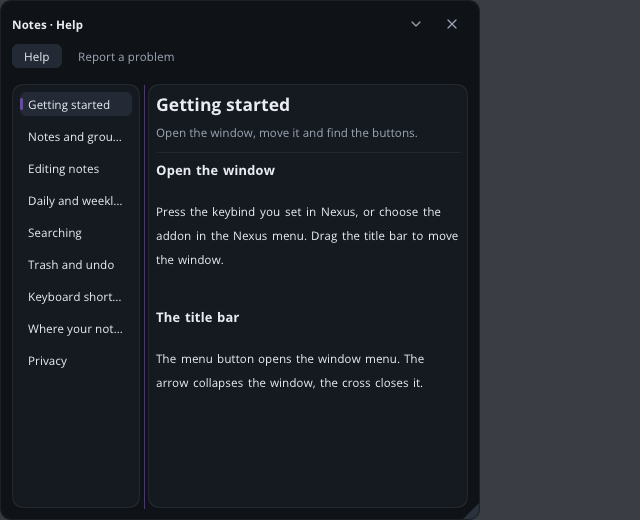 Notes · Help
Help
Report a problem
Getting started
Notes and grou...
Editing notes
Daily and weekl...
Searching
Trash and undo
Keyboard short...
Where your not...
Privacy
Getting started
Open the window, move it and find the buttons.
Open the window
Press the keybind you set in Nexus, or choose the
addon in the Nexus menu. Drag the title bar to move
the window.
The title bar
The menu button opens the window menu. The
arrow collapses the window, the cross closes it.